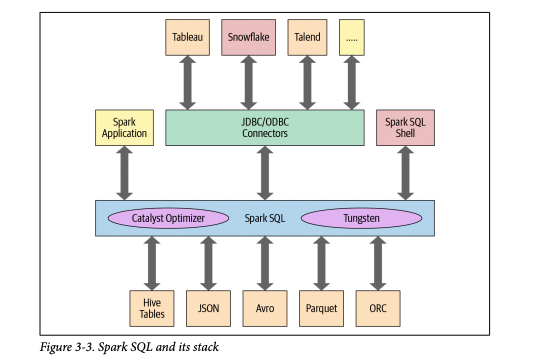 Tableau
Snowflake
Talend
.....
Spark
Application
JDBC/ODBC
Connectors
Spark SQL
Shell
Catalyst Optimizer
Spark SQL
Tungsten
Hive
Tables
JSON
Avro
Parquet
ORC
Figure 3-3. Spark SQL and its stack